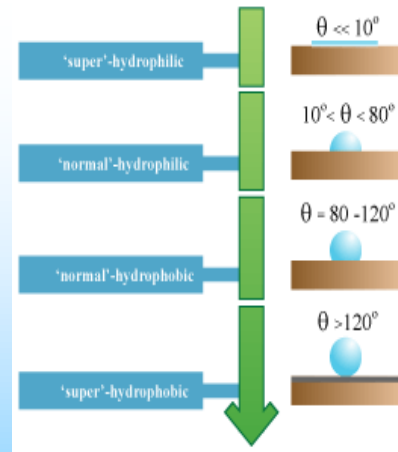 θ << 10°
'super'-hydrophilic
10°< θ < 80°
'normal'-hydrophilic
θ = 80 -120°
'normal'-hydrophobic
θ >120°
'super'-hydrophobic